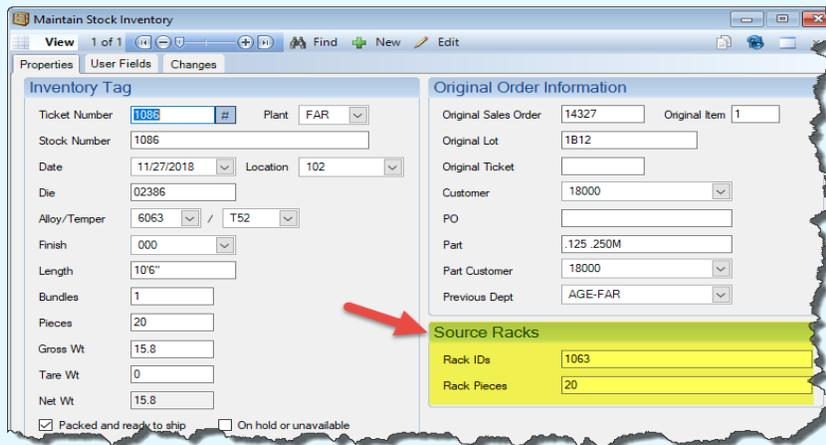 Maintain Stock Inventory
View 1 of 1 Find New Edit
Properties User Fields Changes
Inventory Tag
Ticket Number 1086 # Plant FAR
Stock Number 1086
Date 11/27/2018 Location 102
Die 02386
Alloy/Temper 6063 / T52
Finish 000
Length 10'6"
Bundles 1
Pieces 20
Gross Wt 15.8
Tare Wt 0
Net Wt 15.8
Packed and ready to ship On hold or unavailable
Original Order Information
Original Sales Order 14327 Original Item 1
Original Lot 1B12
Original Ticket
Customer 18000
PO
Part .125 .250M
Part Customer 18000
Previous Dept AGE-FAR
Source Racks
Rack IDs 1063
Rack Pieces 20